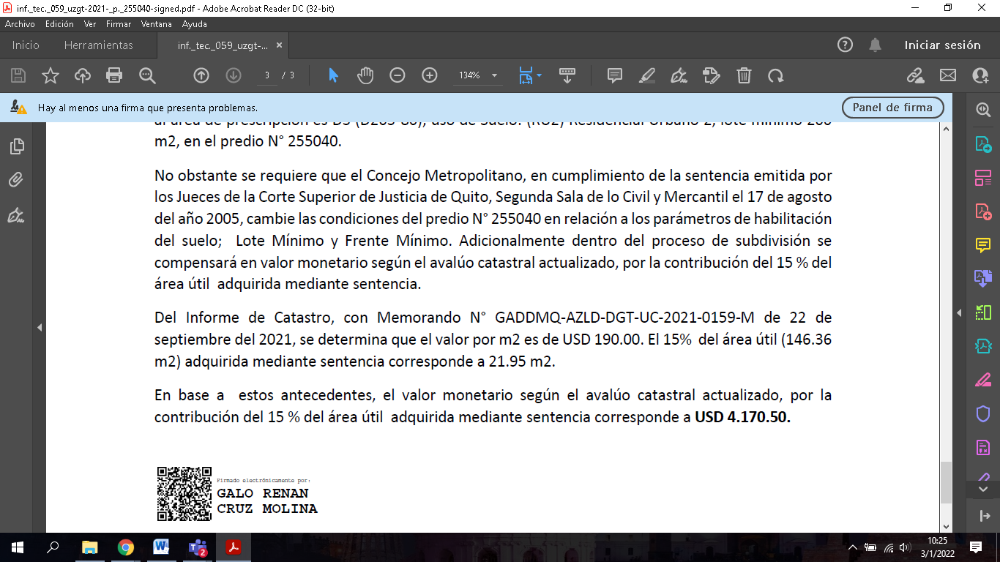 inf._tec._059_uzgt-2021-_p._255040-signed.pdf - Adobe Acrobat Reader DC (32-bit)
Archivo Edición Ver Firmar Ventana Ayuda
Inicio Herramientas inf._tec._059_uzgt-... × Iniciar sesión
3 / 3 134%
Hay al menos una firma que presenta problemas. Panel de firma
al área de prescripción es D3 (D203-80), uso de Suelo: (RU2) Residencial Urbano 2, lote mínimo 200
m2, en el predio N° 255040.
No obstante se requiere que el Concejo Metropolitano, en cumplimiento de la sentencia emitida por
los Jueces de la Corte Superior de Justicia de Quito, Segunda Sala de lo Civil y Mercantil el 17 de agosto
del año 2005, cambie las condiciones del predio N° 255040 en relación a los parámetros de habilitación
del suelo; Lote Mínimo y Frente Mínimo. Adicionalmente dentro del proceso de subdivisión se
compensará en valor monetario según el avalúo catastral actualizado, por la contribución del 15 % del
área útil adquirida mediante sentencia.
Del Informe de Catastro, con Memorando N° GADDMQ-AZLD-DGT-UC-2021-0159-M de 22 de
septiembre del 2021, se determina que el valor por m2 es de USD 190.00. El 15% del área útil (146.36
m2) adquirida mediante sentencia corresponde a 21.95 m2.
En base a estos antecedentes, el valor monetario según el avalúo catastral actualizado, por la
contribución del 15 % del área útil adquirida mediante sentencia corresponde a USD 4.170.50.
Firmado electrónicamente por:
GALO RENAN
CRUZ MOLINA
2
10:25
3/1/2022